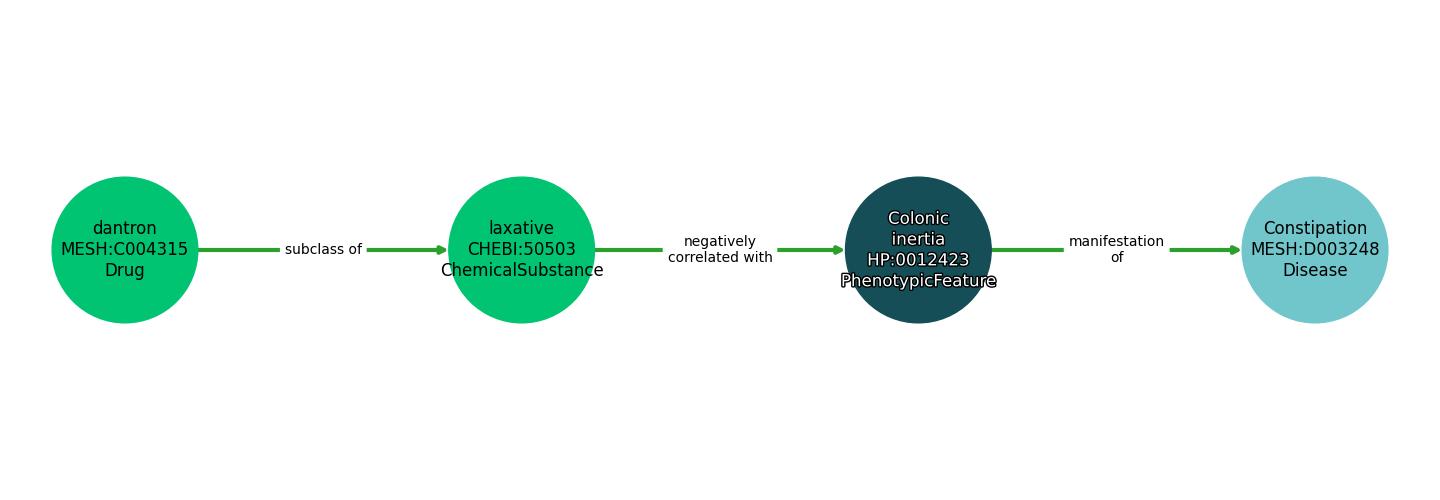 dantron
MESH:C004315
Drug
subclass of
laxative
CHEBI:50503
ChemicalSubstance
negatively
correlated with
Colonic
inertia
HP:0012423
PhenotypicFeature
manifestation
of
Constipation
MESH:D003248
Disease